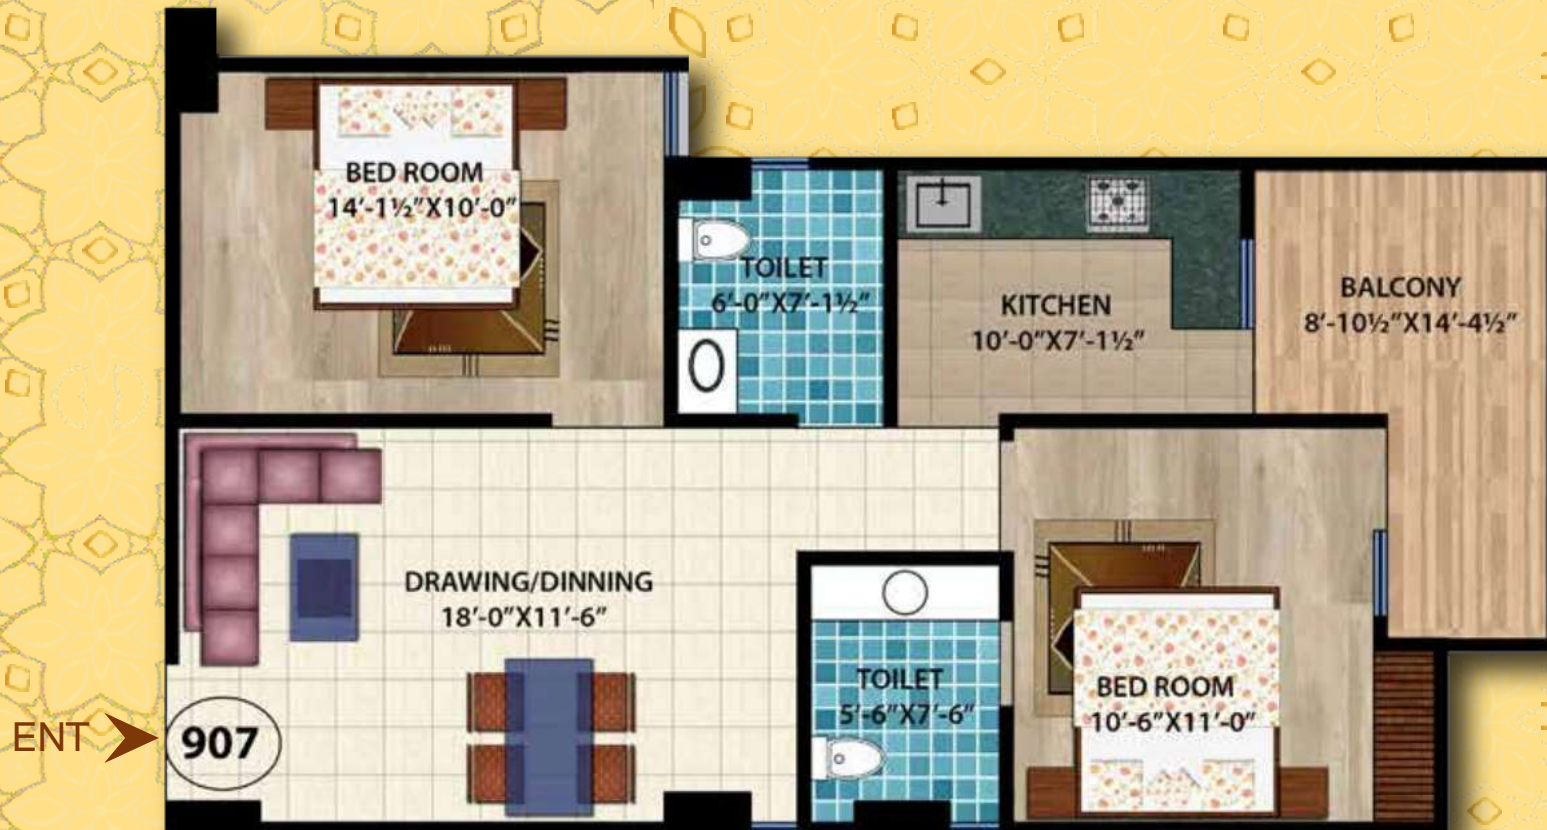 BED ROOM
14'-1½"X10'-0"
TOILET
6'-0"X7'-1½"
KITCHEN
10'-0"X7'-1½"
BALCONY
8'-10½"X14'-4½"
DRAWING/DINNING
18'-0"X11'-6"
TOILET
5'-6"X7'-6"
BED ROOM
10'-6"X11'-0"
ENT
907